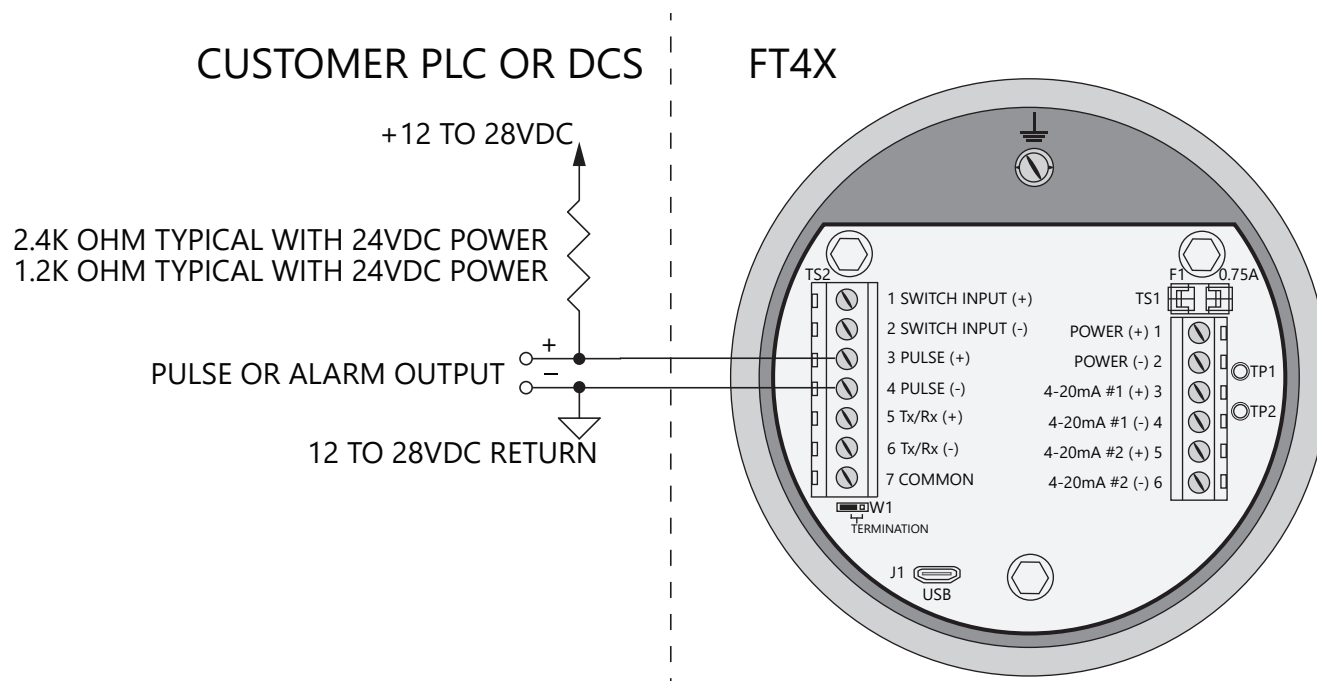 CUSTOMER PLC OR DCS
FT4X
+12 TO 28VDC
2.4K OHM TYPICAL WITH 24VDC POWER
1.2K OHM TYPICAL WITH 24VDC POWER
+
PULSE OR ALARM OUTPUT
−
12 TO 28VDC RETURN
TS2
1 SWITCH INPUT (+)
2 SWITCH INPUT (-)
3 PULSE (+)
4 PULSE (-)
5 Tx/Rx (+)
6 Tx/Rx (-)
7 COMMON
W1
TERMINATION
J1
USB
F1 0.75A
TS1
POWER (+) 1
POWER (-) 2
4-20mA #1 (+) 3
4-20mA #1 (-) 4
4-20mA #2 (+) 5
4-20mA #2 (-) 6
TP1
TP2